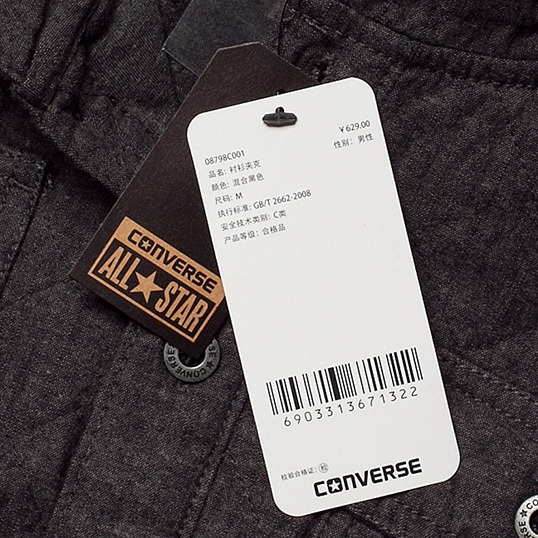 08798C001
¥629.00
品名: 衬衫夹克
性别: 男性
颜色: 混合黑色
尺码: M
执行标准: GB/T 2662-2008
安全技术类别: C类
产品等级: 合格品
CONVERSE
ALL STAR
CONVERSE
6903313671322
检验合格证: 检
CONVERSE